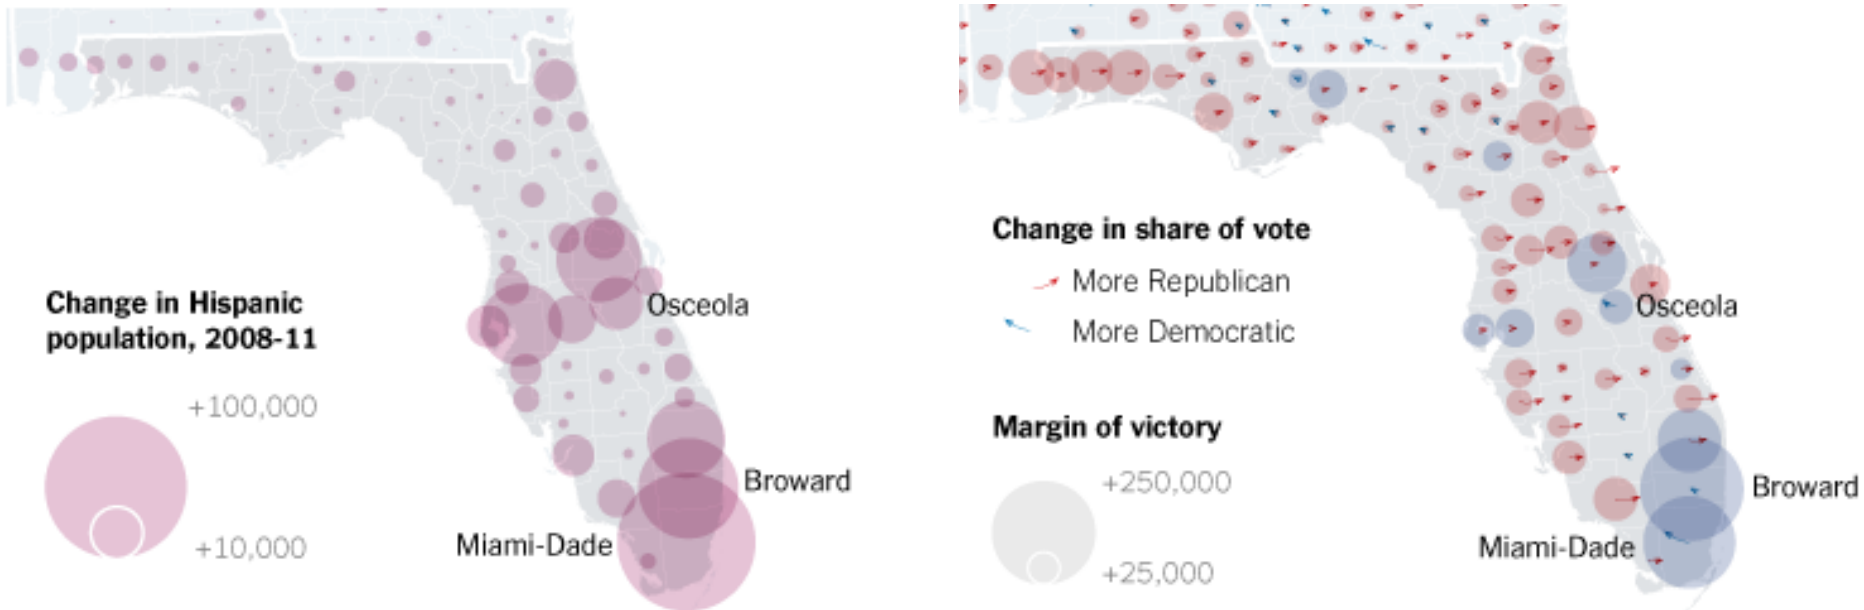 Change in Hispanic
population, 2008-11
+100,000
+10,000
Osceola
Broward
Miami-Dade
Change in share of vote
More Republican
More Democratic
Margin of victory
+250,000
+25,000
Osceola
Broward
Miami-Dade